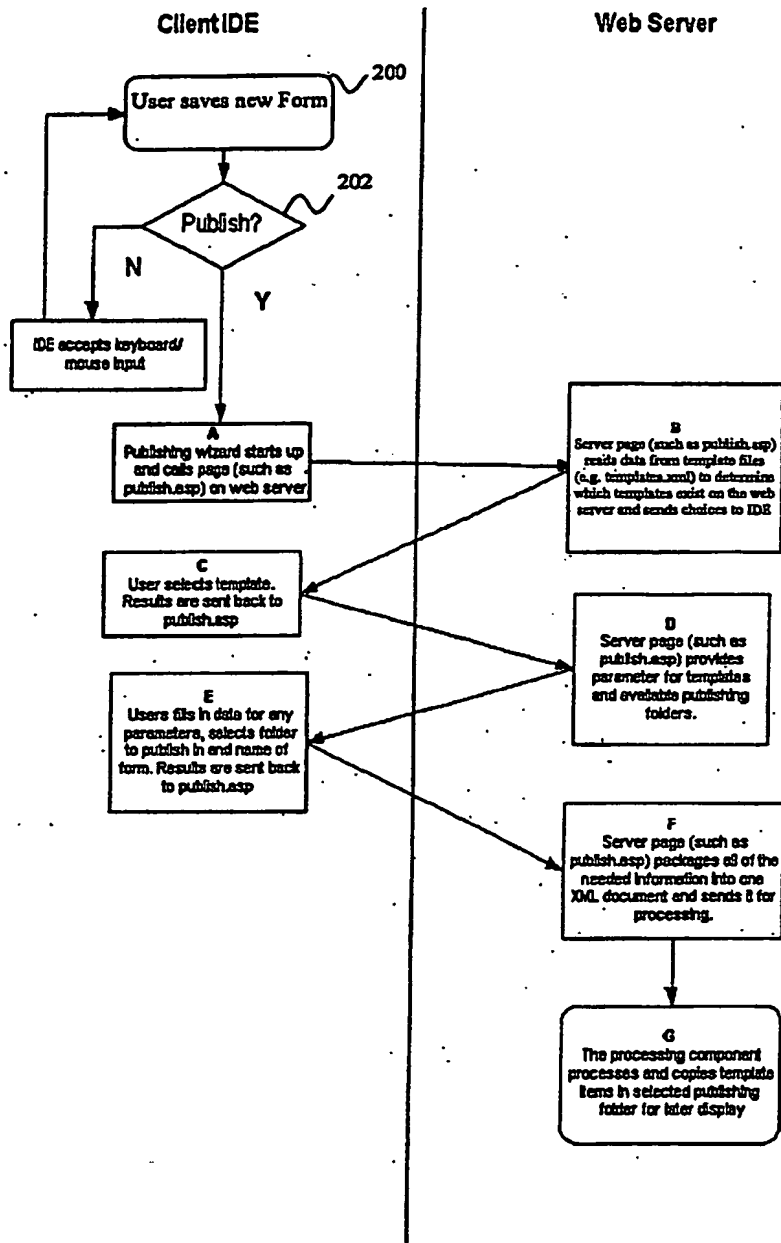 Client IDE
Web Server
200
User saves new Form
202
Publish?
N
Y
IDE accepts keyboard/
mouse input
A
Publishing wizard starts up
and calls page (such as
publish.asp) on web server
B
Server page (such as publish.asp)
reads data from template files
(e.g. templates.xml) to determine
which templates exist on the web
server and sends choices to IDE
C
User selects template.
Results are sent back to
publish.asp
D
Server page (such as
publish.asp) provides
parameter for templates
and available publishing
folders.
E
Users fills in data for any
parameters, selects folder
to publish in and name of
form. Results are sent back
to publish.asp
F
Server page (such as
publish.asp) packages all of the
needed information into one
XML document and sends it for
processing.
G
The processing component
processes and copies template
items in selected publishing
folder for later display